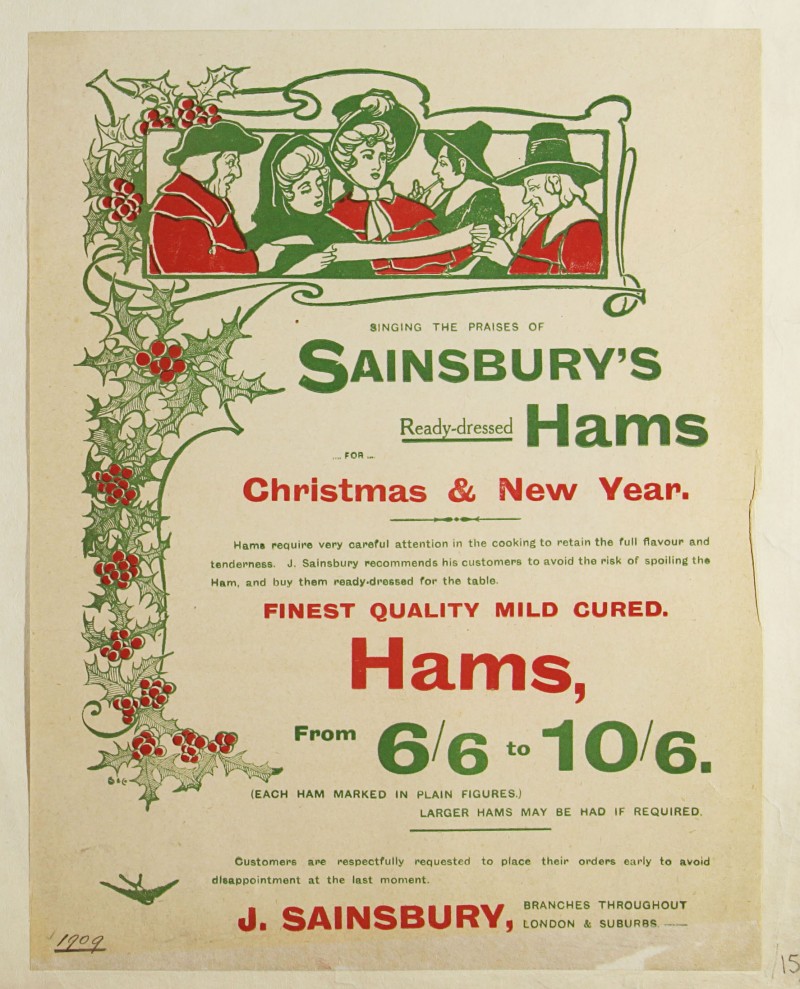 SINGING THE PRAISES OF
SAINSBURY'S
Ready-dressed Hams
.... FOR ....
Christmas & New Year.
Hams require very careful attention in the cooking to retain the full flavour and
tenderness. J. Sainsbury recommends his customers to avoid the risk of spoiling the
Ham, and buy them ready-dressed for the table.
FINEST QUALITY MILD CURED.
Hams,
From 6/6 to 10/6.
(EACH HAM MARKED IN PLAIN FIGURES.)
LARGER HAMS MAY BE HAD IF REQUIRED.
Customers are respectfully requested to place their orders early to avoid
disappointment at the last moment.
J. SAINSBURY, BRANCHES THROUGHOUT
LONDON & SUBURBS.
1909
/15